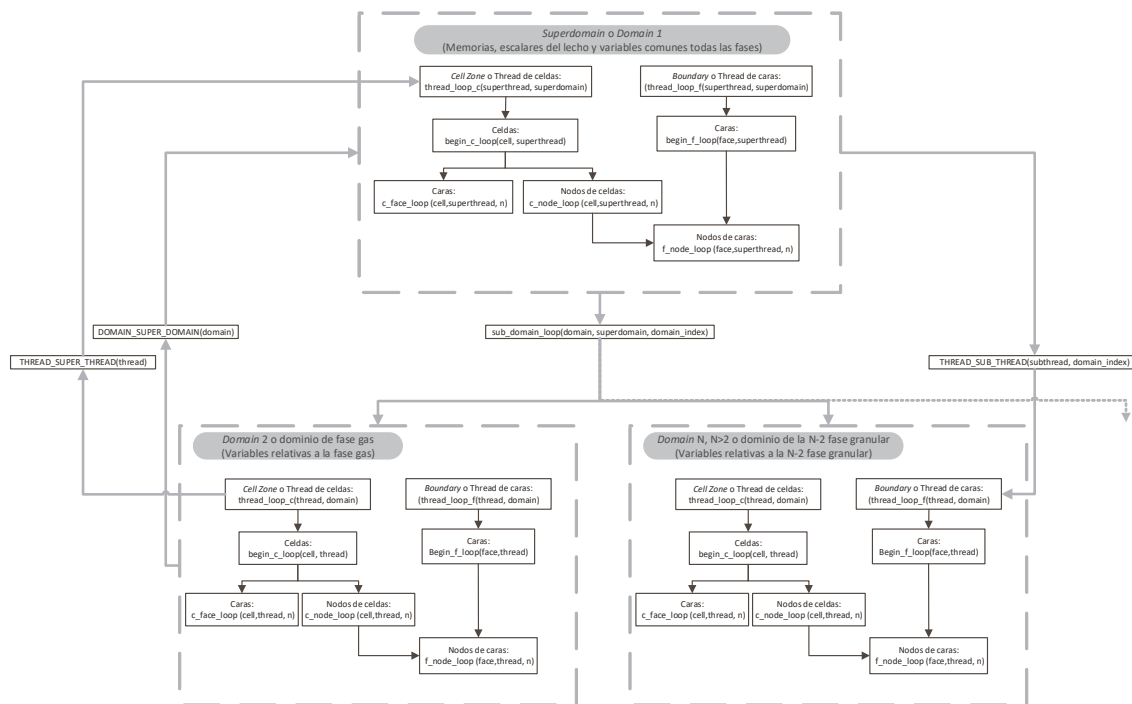 Superdomain o Domain 1
(Memorias, escalares del lecho y variables comunes todas las fases)
Cell Zone o Thread de celdas:
thread_loop_c(superthread, superdomain)
Boundary o Thread de caras:
(thread_loop_f(superthread, superdomain)
Celdas:
begin_c_loop(cell, superthread)
Caras:
begin_f_loop(face,superthread)
Caras:
c_face_loop (cell,superthread, n)
Nodos de celdas:
c_node_loop (cell,superthread, n)
Nodos de caras:
f_node_loop (face,superthread, n)
DOMAIN_SUPER_DOMAIN(domain)
sub_domain_loop(domain, superdomain, domain_index)
THREAD_SUPER_THREAD(thread)
THREAD_SUB_THREAD(subthread, domain_index)
Domain 2 o dominio de fase gas
(Variables relativas a la fase gas)
Cell Zone o Thread de celdas:
thread_loop_c(thread, domain)
Boundary o Thread de caras:
(thread_loop_f(thread, domain)
Celdas:
begin_c_loop(cell, thread)
Caras:
Begin_f_loop(face,thread)
Caras:
c_face_loop (cell,thread, n)
Nodos de celdas:
c_node_loop (cell,thread, n)
Nodos de caras:
f_node_loop (face,thread, n)
Domain N, N>2 o dominio de la N-2 fase granular
(Variables relativas a la N-2 fase granular)
Cell Zone o Thread de celdas:
thread_loop_c(thread, domain)
Boundary o Thread de caras:
(thread_loop_f(thread, domain)
Celdas:
begin_c_loop(cell, thread)
Caras:
Begin_f_loop(face,thread)
Caras:
c_face_loop (cell,thread, n)
Nodos de celdas:
c_node_loop (cell,thread, n)
Nodos de caras:
f_node_loop (face,thread, n)